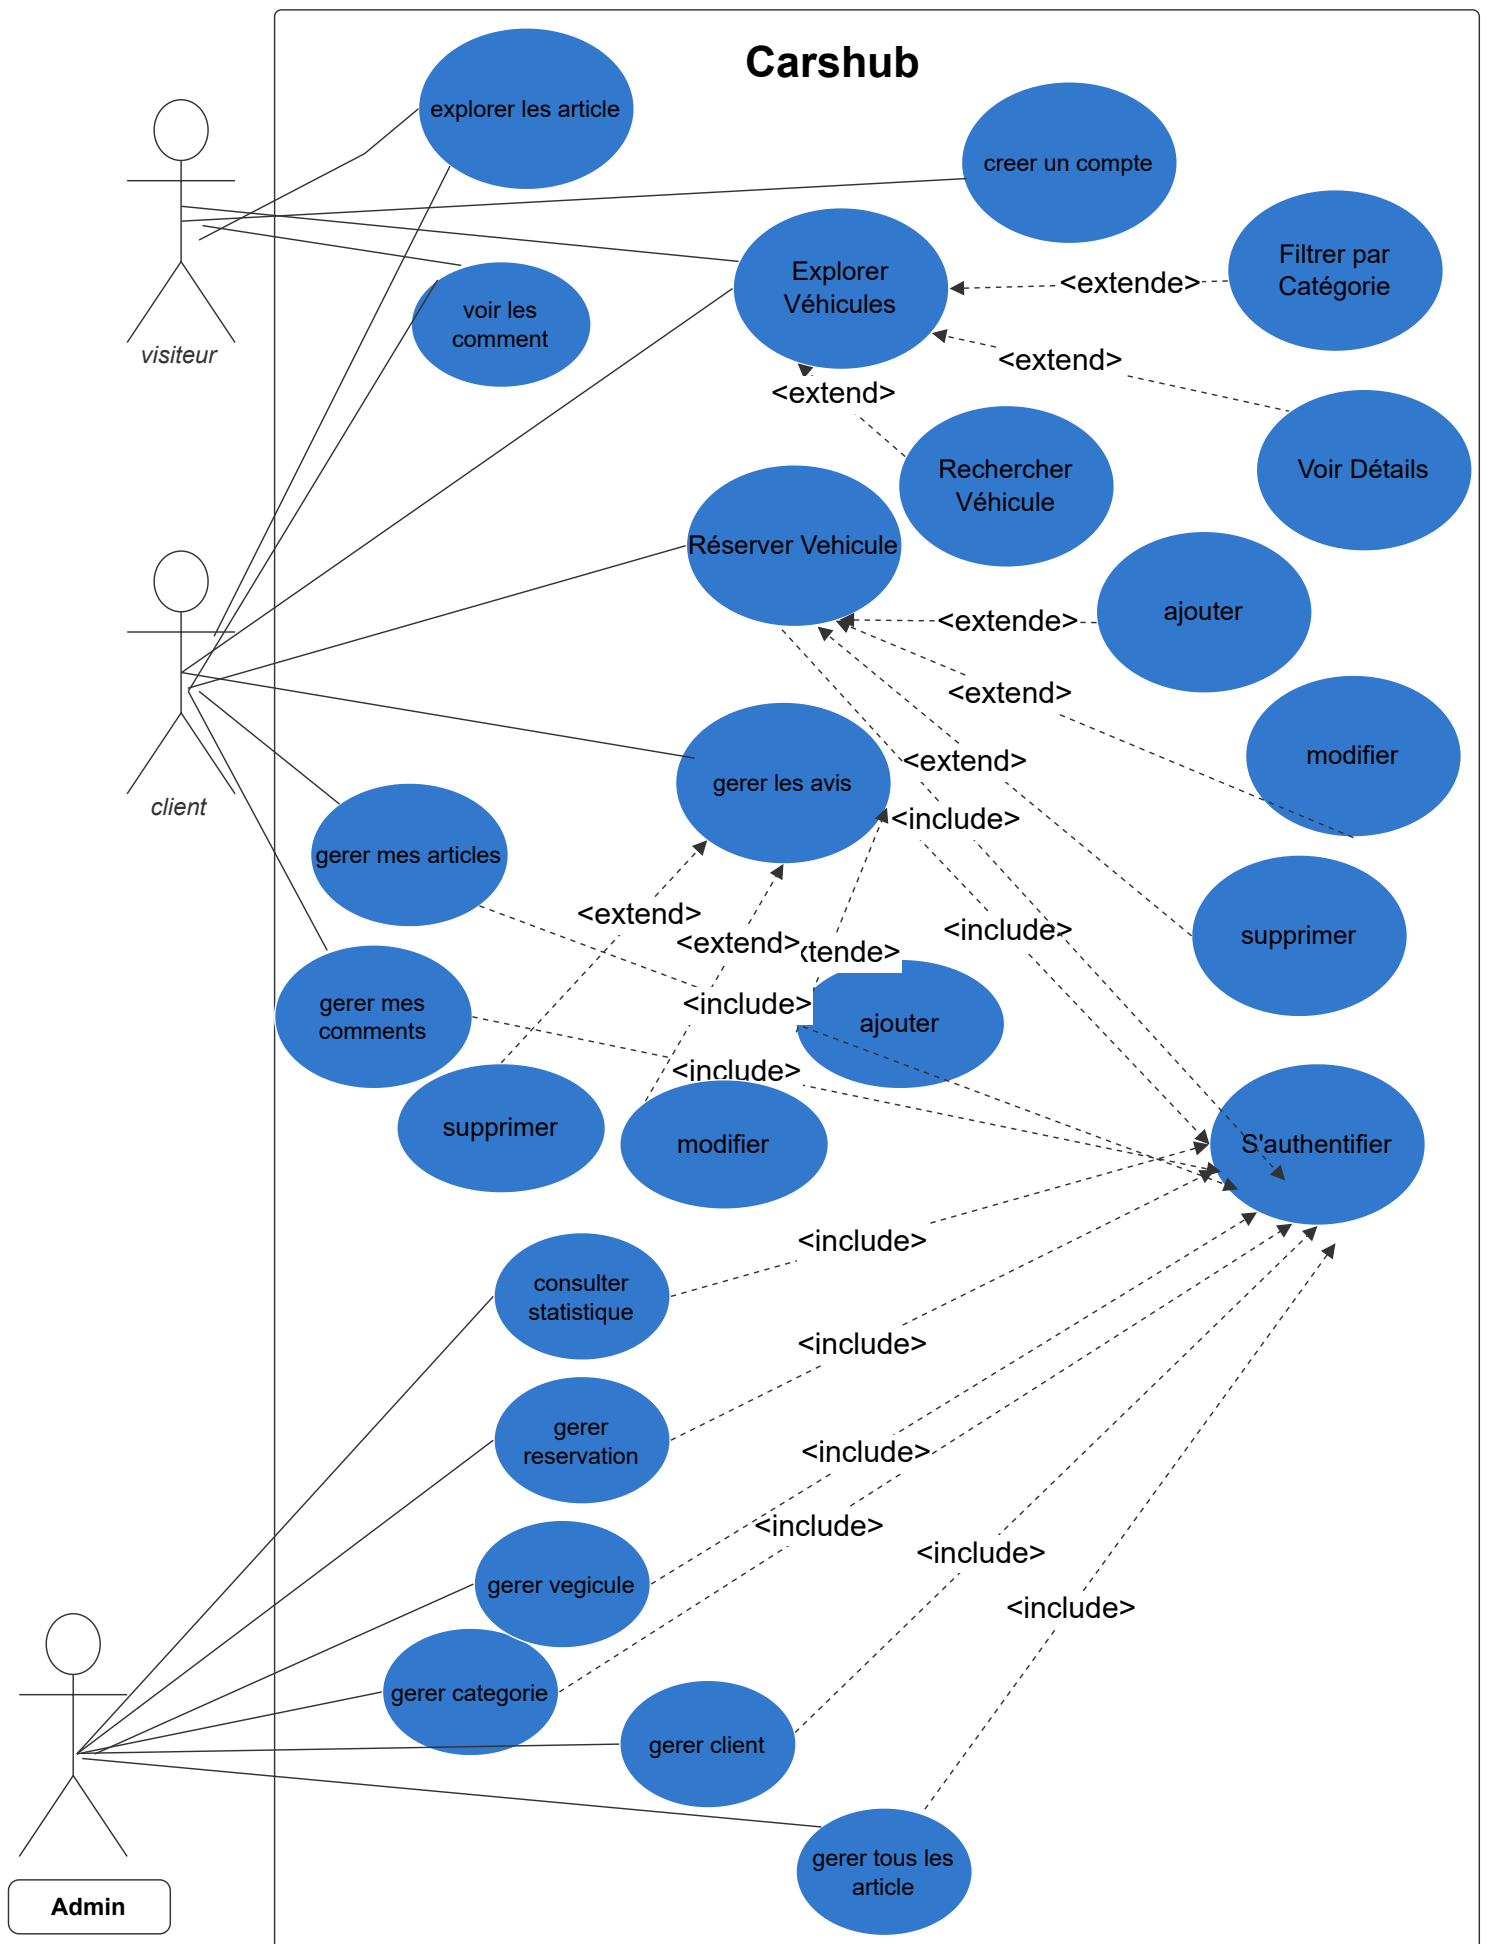 Carshub
explorer les article
creer un compte
Explorer
Véhicules
<extende>
Filtrer par
Catégorie
voir les
comment
visiteur
<extend>
<extend>
Rechercher
Véhicule
Voir Détails
Réserver Vehicule
<extende>
ajouter
<extend>
modifier
client
gerer les avis
<extend>
<include>
gerer mes articles
<extend>
<include>
supprimer
<extend>
xtende>
gerer mes
comments
<include>
ajouter
<include>
supprimer
modifier
S'authentifier
<include>
consulter
statistique
<include>
gerer
reservation
<include>
<include>
<include>
gerer vegicule
<include>
gerer categorie
gerer client
gerer tous les
article
Admin